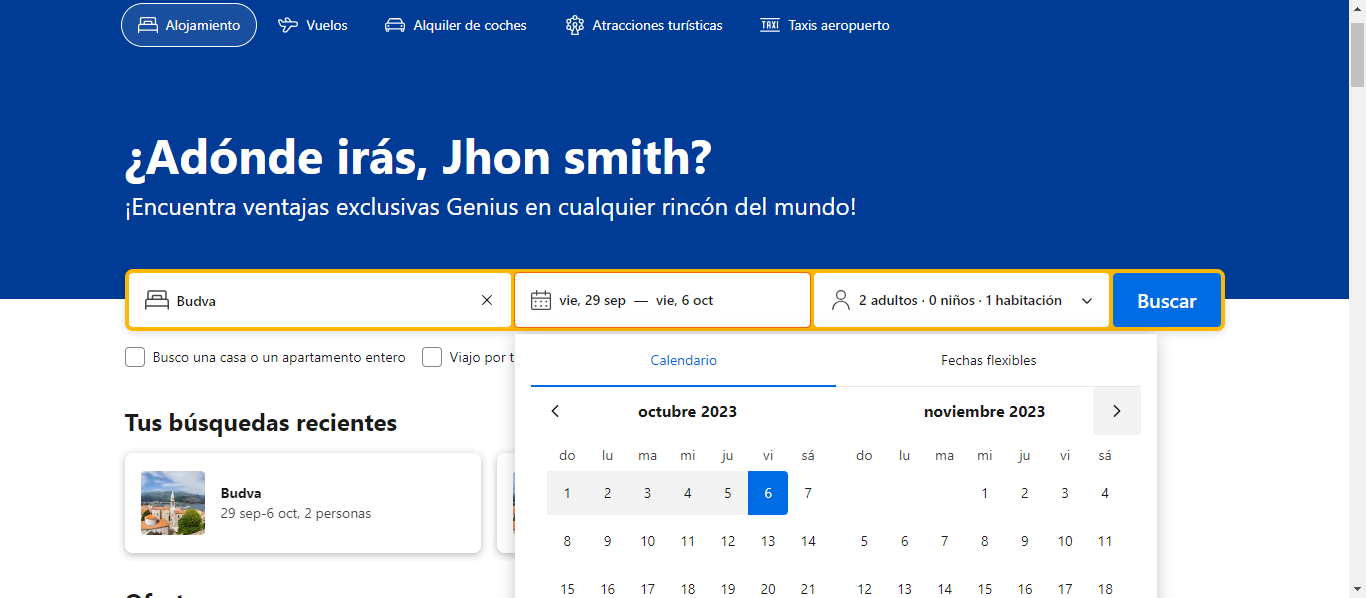 Alojamiento
Vuelos
Alquiler de coches
Atracciones turísticas
TAXI
Taxis aeropuerto
¿Adónde irás, Jhon smith?
¡Encuentra ventajas exclusivas Genius en cualquier rincón del mundo!
Budva
vie, 29 sep — vie, 6 oct
2 adultos · 0 niños · 1 habitación
Buscar
Busco una casa o un apartamento entero
Viajo por t
Tus búsquedas recientes
Budva
29 sep-6 oct, 2 personas
Calendario
Fechas flexibles
octubre 2023
do lu ma mi ju vi sá
1 2 3 4 5 6 7
8 9 10 11 12 13 14
15 16 17 18 19 20 21
noviembre 2023
do lu ma mi ju vi sá
1 2 3 4
5 6 7 8 9 10 11
12 13 14 15 16 17 18